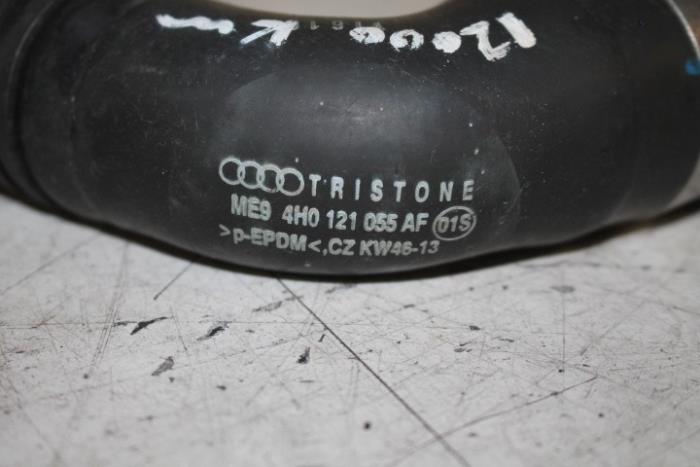 12000 Km
TRISTONE
ME9 4H0 121 055 AF 01S
>p-EPDM<,CZ KW46-13